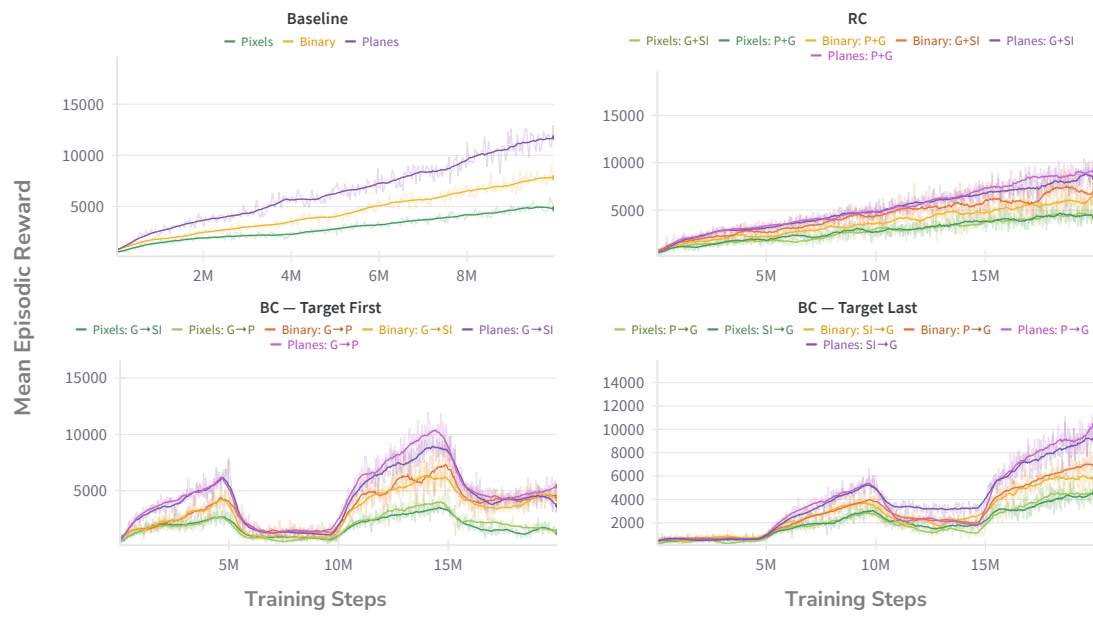 Baseline
Pixels Binary Planes
15000
10000
5000
2M 4M 6M 8M
RC
Pixels: G+SI Pixels: P+G Binary: P+G Binary: G+SI Planes: G+SI
Planes: P+G
15000
10000
5000
5M 10M 15M
Mean Episodic Reward
BC — Target First
Pixels: G→SI Pixels: G→P Binary: G→P Binary: G→SI Planes: G→SI
Planes: G→P
15000
10000
5000
5M 10M 15M
Training Steps
BC — Target Last
Pixels: P→G Pixels: SI→G Binary: SI→G Binary: P→G Planes: P→G
Planes: SI→G
14000
12000
10000
8000
6000
4000
2000
5M 10M 15M
Training Steps